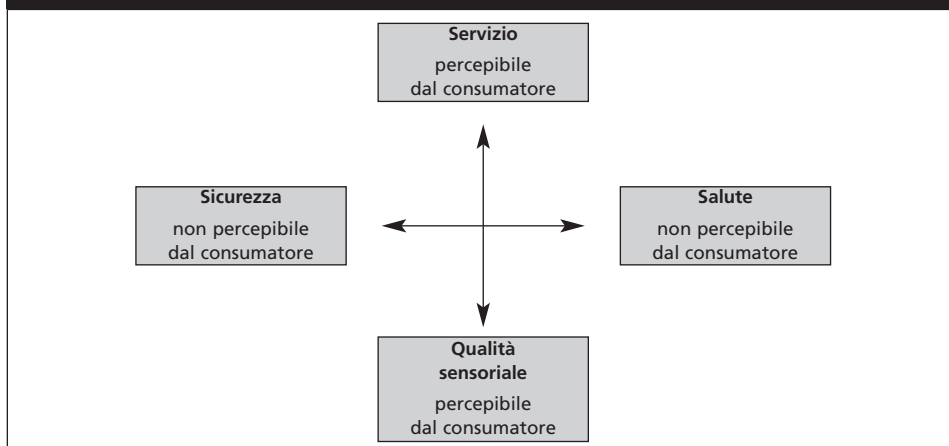 Servizio
percepibile
dal consumatore
Sicurezza
non percepibile
dal consumatore
Salute
non percepibile
dal consumatore
Qualità
sensoriale
percepibile
dal consumatore